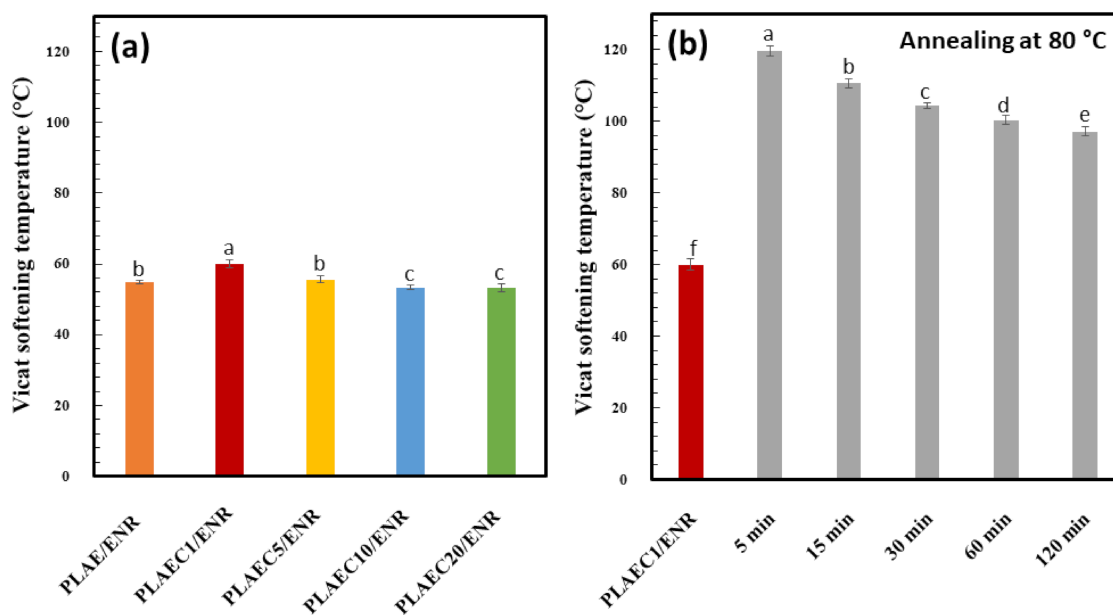 (a)
Vicat softening temperature (°C)
120
100
80
60
40
20
0
b
a
b
c
c
PLAE/ENR
PLAEC1/ENR
PLAEC5/ENR
PLAEC10/ENR
PLAEC20/ENR
(b)
Annealing at 80 °C
Vicat softening temperature (°C)
120
100
80
60
40
20
0
f
a
b
c
d
e
PLAEC1/ENR
5 min
15 min
30 min
60 min
120 min